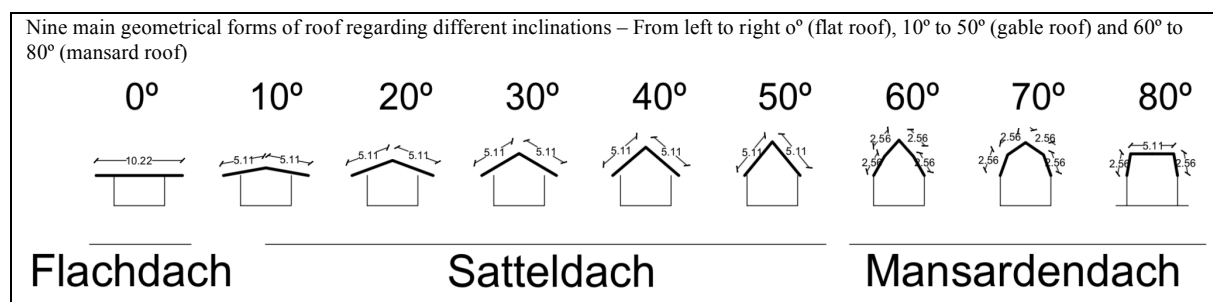 Nine main geometrical forms of roof regarding different inclinations – From left to right oº (flat roof), 10º to 50º (gable roof) and 60º to
80º (mansard roof)
0º 10º 20º 30º 40º 50º 60º 70º 80º
10.22 5.11 5.11 5.11 5.11 5.11 5.11 5.11 5.11 5.11 5.11 2.56 2.56 2.56 2.56 5.11
2.56 2.56 2.56 2.56 2.56 2.56
Flachdach Satteldach Mansardendach